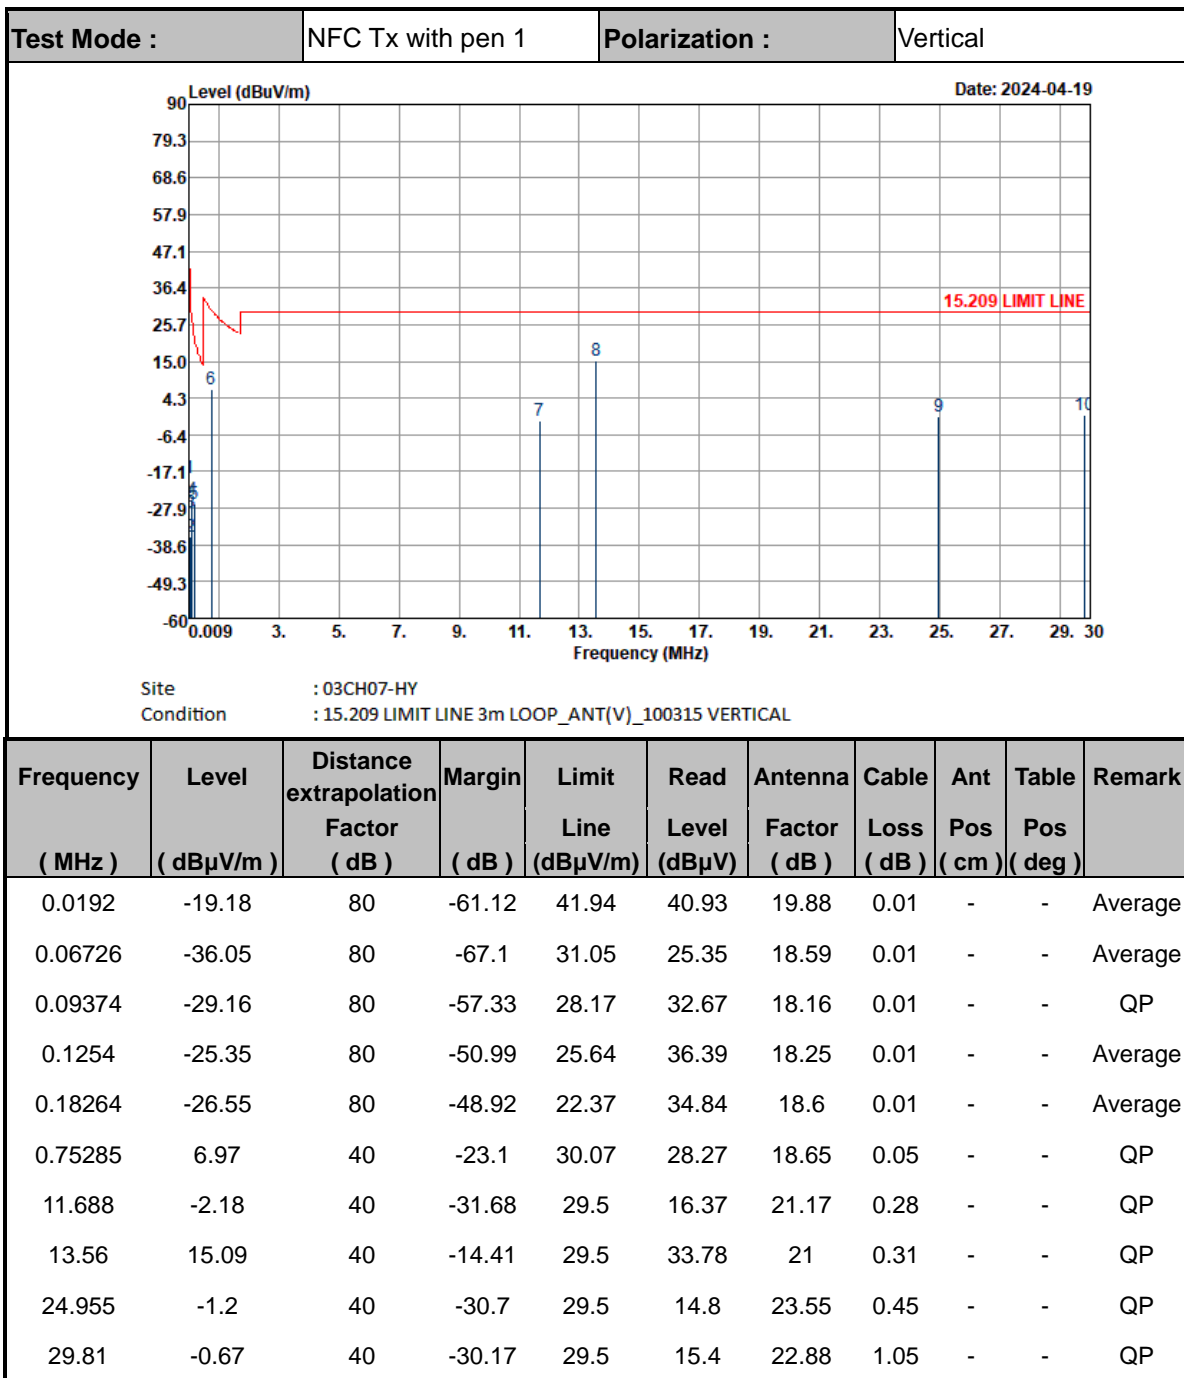 Test Mode : NFC Tx with pen 1 Polarization : Vertical
Level (dBuV/m) Date: 2024-04-19
90
79.3
68.6
57.9
47.1
36.4
15.209 LIMIT LINE
25.7
15.0
8
6
4.3
7
9
10
-6.4
-17.1
-27.9
-38.6
-49.3
-60
0.009 3. 5. 7. 9. 11. 13. 15. 17. 19. 21. 23. 25. 27. 29. 30
Frequency (MHz)
Site : 03CH07-HY
Condition : 15.209 LIMIT LINE 3m LOOP_ANT(V)_100315 VERTICAL
Frequency Level Distance extrapolation Margin Limit Read Antenna Cable Ant Table Remark
Factor Line Level Factor Loss Pos Pos
( MHz ) ( dBµV/m ) ( dB ) ( dB ) (dBµV/m) (dBµV) ( dB ) ( dB ) ( cm ) ( deg )
0.0192 -19.18 80 -61.12 41.94 40.93 19.88 0.01 - - Average
0.06726 -36.05 80 -67.1 31.05 25.35 18.59 0.01 - - Average
0.09374 -29.16 80 -57.33 28.17 32.67 18.16 0.01 - - QP
0.1254 -25.35 80 -50.99 25.64 36.39 18.25 0.01 - - Average
0.18264 -26.55 80 -48.92 22.37 34.84 18.6 0.01 - - Average
0.75285 6.97 40 -23.1 30.07 28.27 18.65 0.05 - - QP
11.688 -2.18 40 -31.68 29.5 16.37 21.17 0.28 - - QP
13.56 15.09 40 -14.41 29.5 33.78 21 0.31 - - QP
24.955 -1.2 40 -30.7 29.5 14.8 23.55 0.45 - - QP
29.81 -0.67 40 -30.17 29.5 15.4 22.88 1.05 - - QP